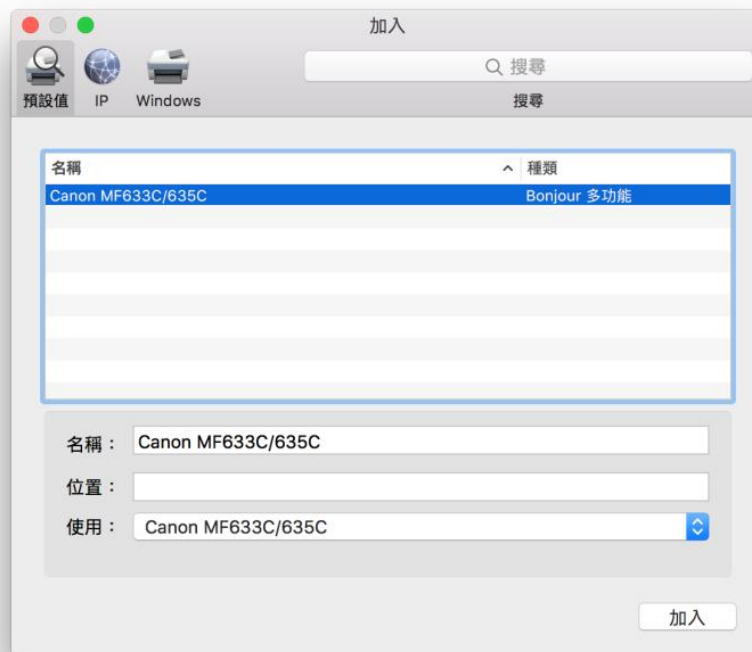 加入
搜尋
預設值 IP Windows 搜尋
名稱 種類
Canon MF633C/635C Bonjour 多功能
名稱： Canon MF633C/635C
位置：
使用： Canon MF633C/635C
加入